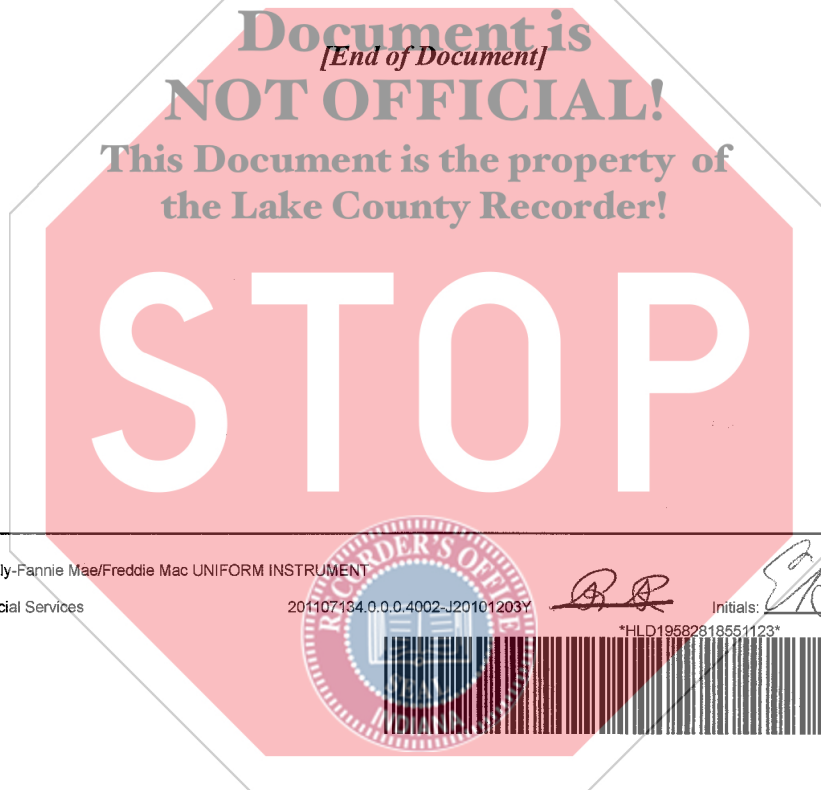 Document is
[End of Document]
NOT OFFICIAL!
This Document is the property of
the Lake County Recorder!
STOP
ly-Fannie Mae/Freddie Mac UNIFORM INSTRUMENT
cial Services 201107134.0.0.0.4002-J20101203Y Initials:
*HLD19582818551123*
RECORDER'S OFFICE
SEAL
INDIANA